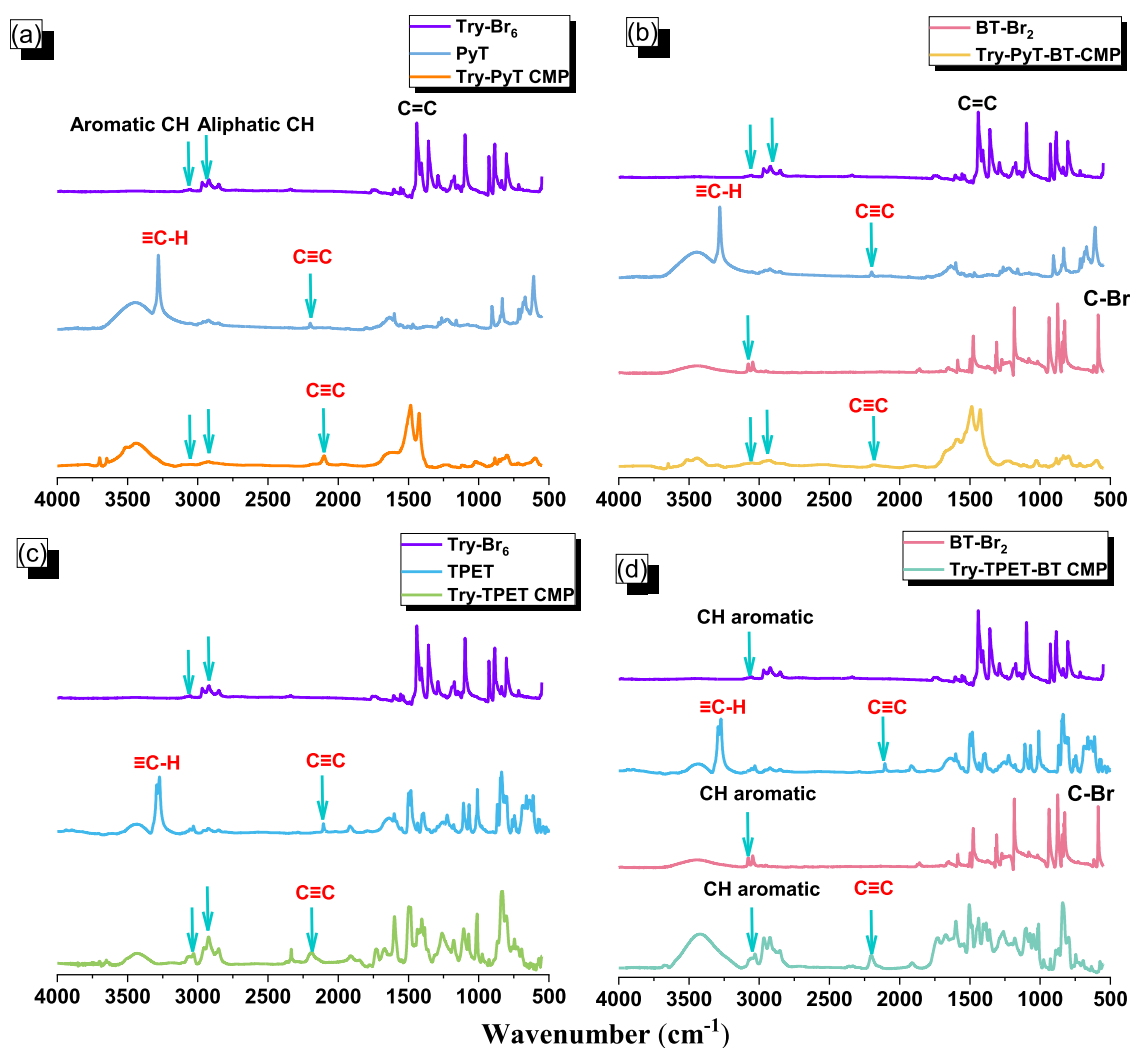 (a)
Try-Br6
PyT
Try-PyT CMP
C=C
Aromatic CH Aliphatic CH
≡C-H
C≡C
C≡C
4000 3500 3000 2500 2000 1500 1000 500
(b)
BT-Br2
Try-PyT-BT-CMP
C=C
≡C-H
C≡C
C-Br
C≡C
4000 3500 3000 2500 2000 1500 1000 500
(c)
Try-Br6
TPET
Try-TPET CMP
≡C-H
C≡C
C≡C
4000 3500 3000 2500 2000 1500 1000 500
(d)
BT-Br2
Try-TPET-BT CMP
CH aromatic
≡C-H
C≡C
CH aromatic
C-Br
CH aromatic
C≡C
4000 3500 3000 2500 2000 1500 1000 500
Wavenumber (cm-1)